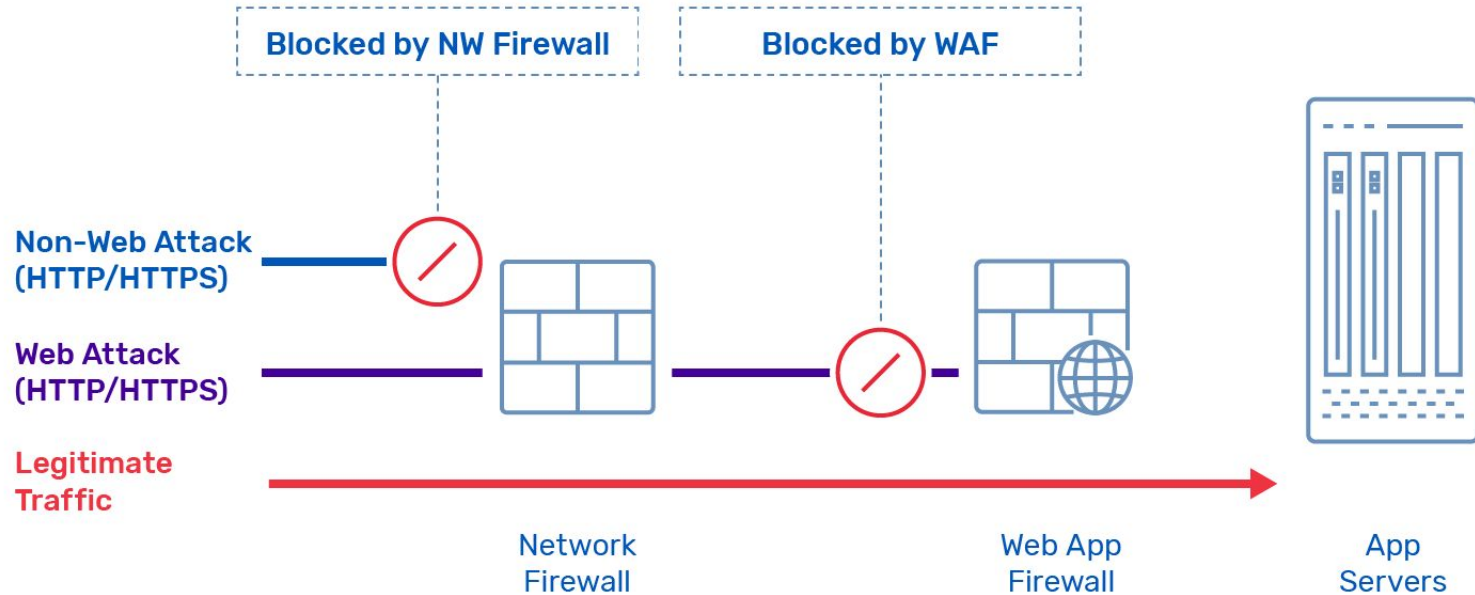 Blocked by NW Firewall
Blocked by WAF
Non-Web Attack
(HTTP/HTTPS)
Web Attack
(HTTP/HTTPS)
Legitimate
Traffic
Network
Firewall
Web App
Firewall
App
Servers